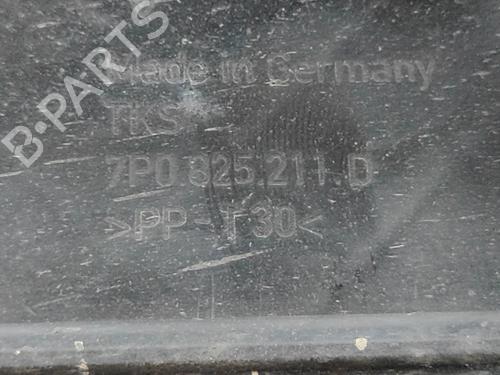 B-PARTS
Made in Germany
TKS
7P0 825 211 D
>PP-T30<